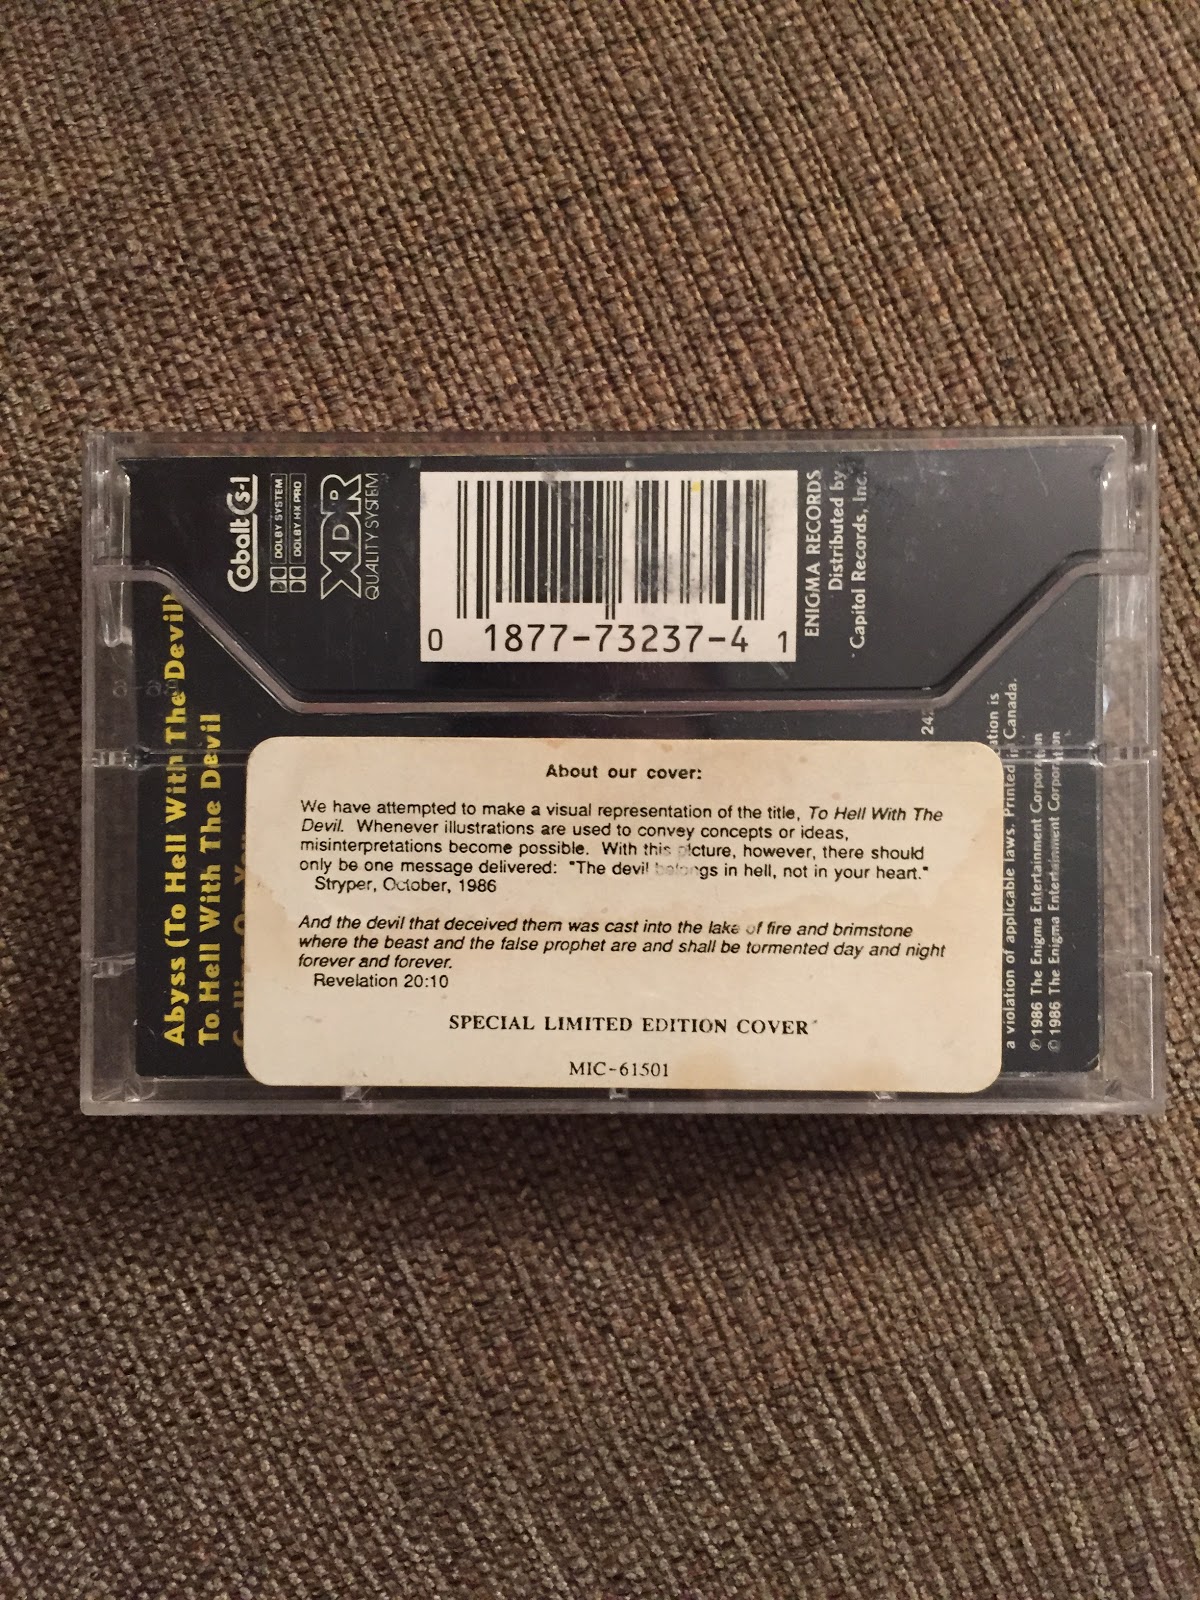 Cobalt Cs-1
DOLBY SYSTEM
DOLBY HX PRO
XDR
QUALITY SYSTEM
0 1877-73237-4 1
ENIGMA RECORDS
Distributed by
Capitol Records, Inc.
Abyss (To Hell With The Devil)
To Hell With The Devil
About our cover:
We have attempted to make a visual representation of the title, To Hell With The
Devil. Whenever illustrations are used to convey concepts or ideas,
misinterpretations become possible. With this picture, however, there should
only be one message delivered: "The devil belongs in hell, not in your heart."
Stryper, October, 1986
And the devil that deceived them was cast into the lake of fire and brimstone
where the beast and the false prophet are and shall be tormented day and night
forever and forever.
Revelation 20:10
SPECIAL LIMITED EDITION COVER
MIC-61501
a violation of applicable laws. Printed in Canada.
℗ 1986 The Enigma Entertainment Corporation
© 1986 The Enigma Entertainment Corporation